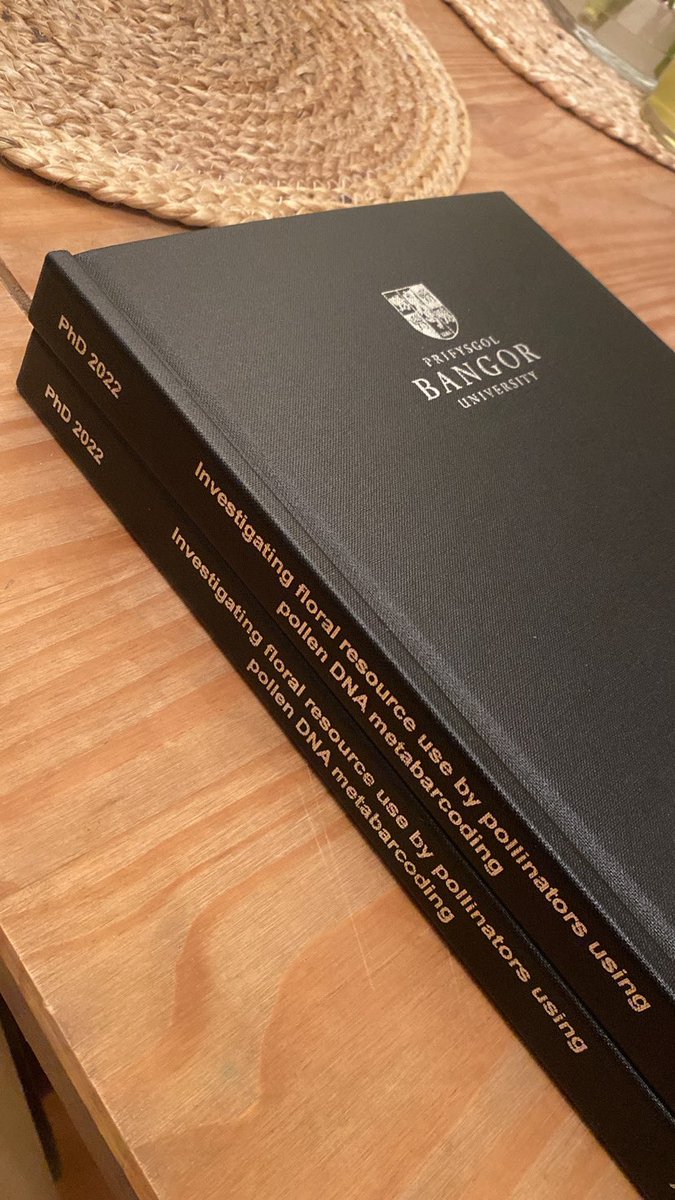 PRIFYSGOL
BANGOR
UNIVERSITY
PhD 2022
Investigating floral resource use by pollinators using
pollen DNA metabarcoding
PhD 2022
Investigating floral resource use by pollinators using
pollen DNA metabarcoding